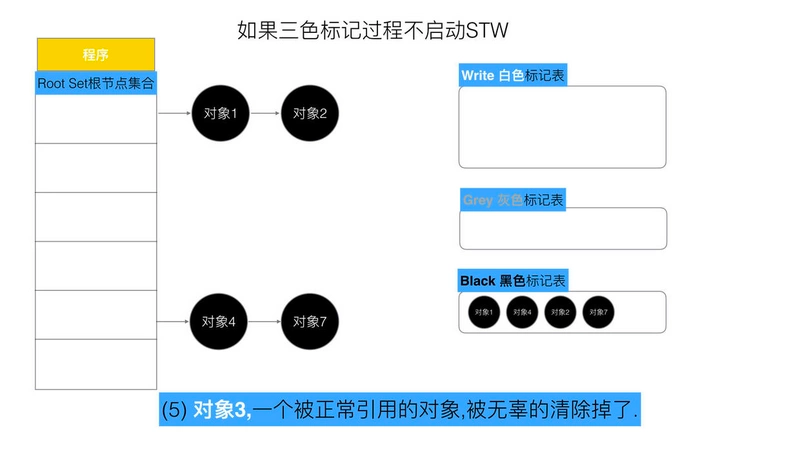 如果三色标记过程不启动STW
程序
Root Set根节点集合
对象1
对象2
对象4
对象7
Write 白色标记表
Grey 灰色标记表
Black 黑色标记表
对象1 对象4 对象2 对象7
(5) 对象3,一个被正常引用的对象,被无辜的清除掉了.